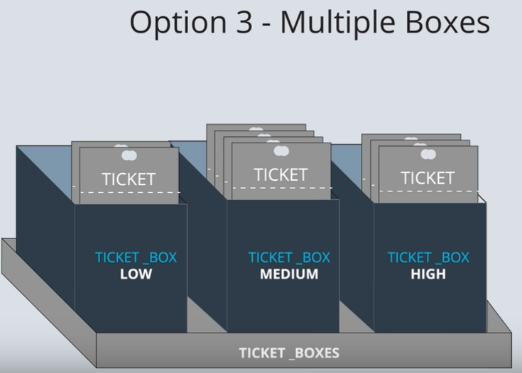 Option 3 - Multiple Boxes
TICKET
TICKET
TICKET
TICKET _BOX
LOW
TICKET _BOX
MEDIUM
TICKET _BOX
HIGH
TICKET _BOXES